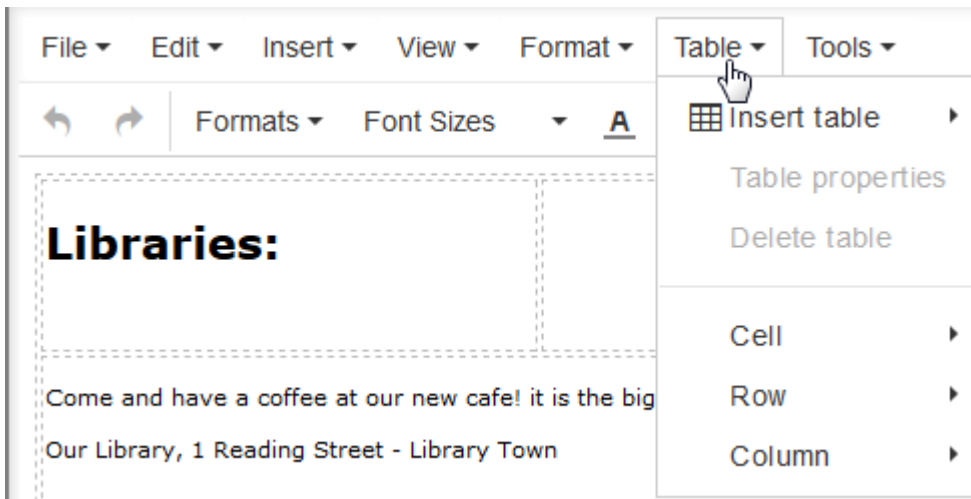 File Edit Insert View Format Table Tools
Formats Font Sizes A
Insert table
Table properties
Delete table
Cell
Row
Column
Libraries:
Come and have a coffee at our new cafe! it is the big
Our Library, 1 Reading Street - Library Town